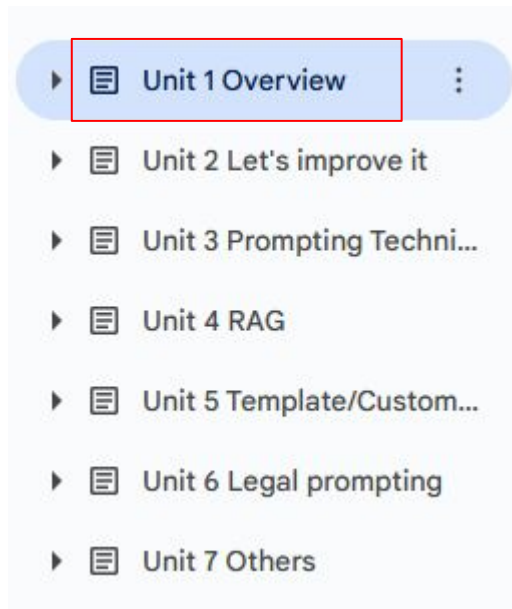 Unit 1 Overview
Unit 2 Let's improve it
Unit 3 Prompting Techni...
Unit 4 RAG
Unit 5 Template/Custom...
Unit 6 Legal prompting
Unit 7 Others